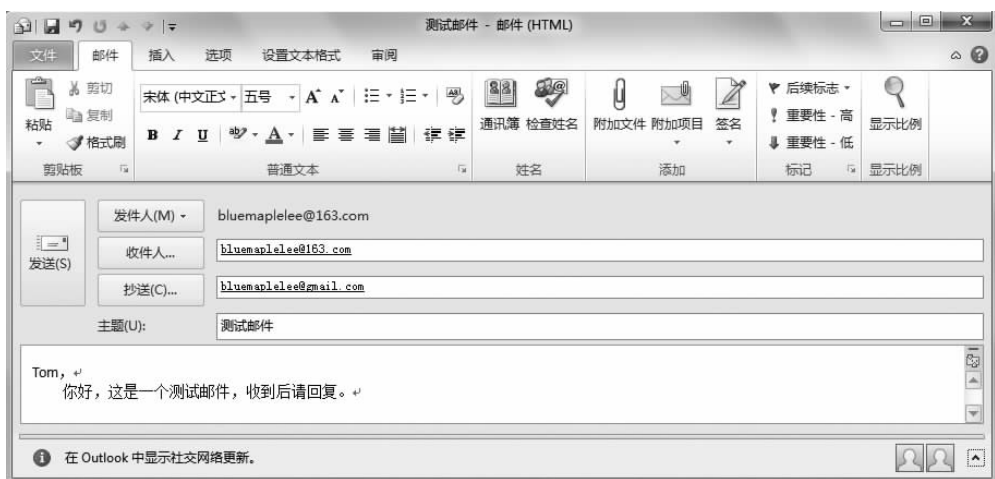 测试邮件 - 邮件 (HTML)
文件 邮件 插入 选项 设置文本格式 审阅
粘贴
剪切
复制
格式刷
剪贴板
宋体 (中文正文 五号
B I U
普通文本
通讯簿 检查姓名
姓名
附加文件 附加项目 签名
添加
后续标志
重要性 - 高
重要性 - 低
标记
显示比例
显示比例
发送(S)
发件人(M) bluemaplelee@163.com
收件人... bluemaplelee@163.com
抄送(C)... bluemaplelee@gmail.com
主题(U): 测试邮件
Tom，
你好，这是一个测试邮件，收到后请回复。
在 Outlook 中显示社交网络更新。